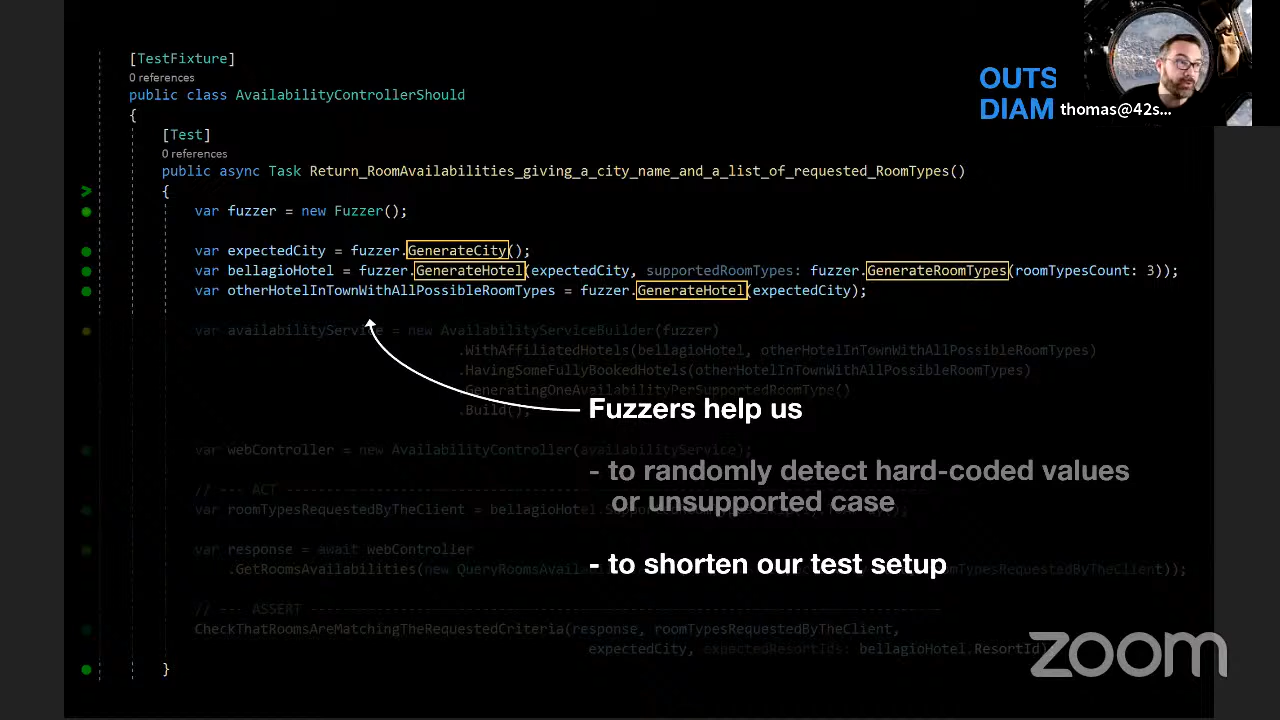 [TestFixture]
0 references
public class AvailabilityControllerShould
{
[Test]
0 references
public async Task Return_RoomAvailabilities_giving_a_city_name_and_a_list_of_requested_RoomTypes()
{
var fuzzer = new Fuzzer();
var expectedCity = fuzzer.GenerateCity();
var bellagioHotel = fuzzer.GenerateHotel(expectedCity, supportedRoomTypes: fuzzer.GenerateRoomTypes(roomTypesCount: 3));
var otherHotelInTownWithAllPossibleRoomTypes = fuzzer.GenerateHotel(expectedCity);
var availabilityService = new AvailabilityServiceBuilder(fuzzer)
.WithAffiliatedHotels(bellagioHotel, otherHotelInTownWithAllPossibleRoomTypes)
.HavingSomeFullyBookedHotels(otherHotelInTownWithAllPossibleRoomTypes)
.GeneratingOneAvailabilityPerSupportedRoomType()
.Build();
Fuzzers help us
var webController = new AvailabilityController(availabilityService);
- to randomly detect hard-coded values
or unsupported case
// --- ACT
var roomTypesRequestedByTheClient = bellagioHotel.
var response = await webController
.GetRoomsAvailabilities(new
- to shorten our test setup
// --- ASSERT
CheckThatRoomsAreMatchingTheRequestedCriteria(response, roomTypesRequestedByTheClient,
expectedCity, expectedResortIds: bellagioHotel.ResortId)
}
OUTS
DIAM
thomas@42s...
zoom